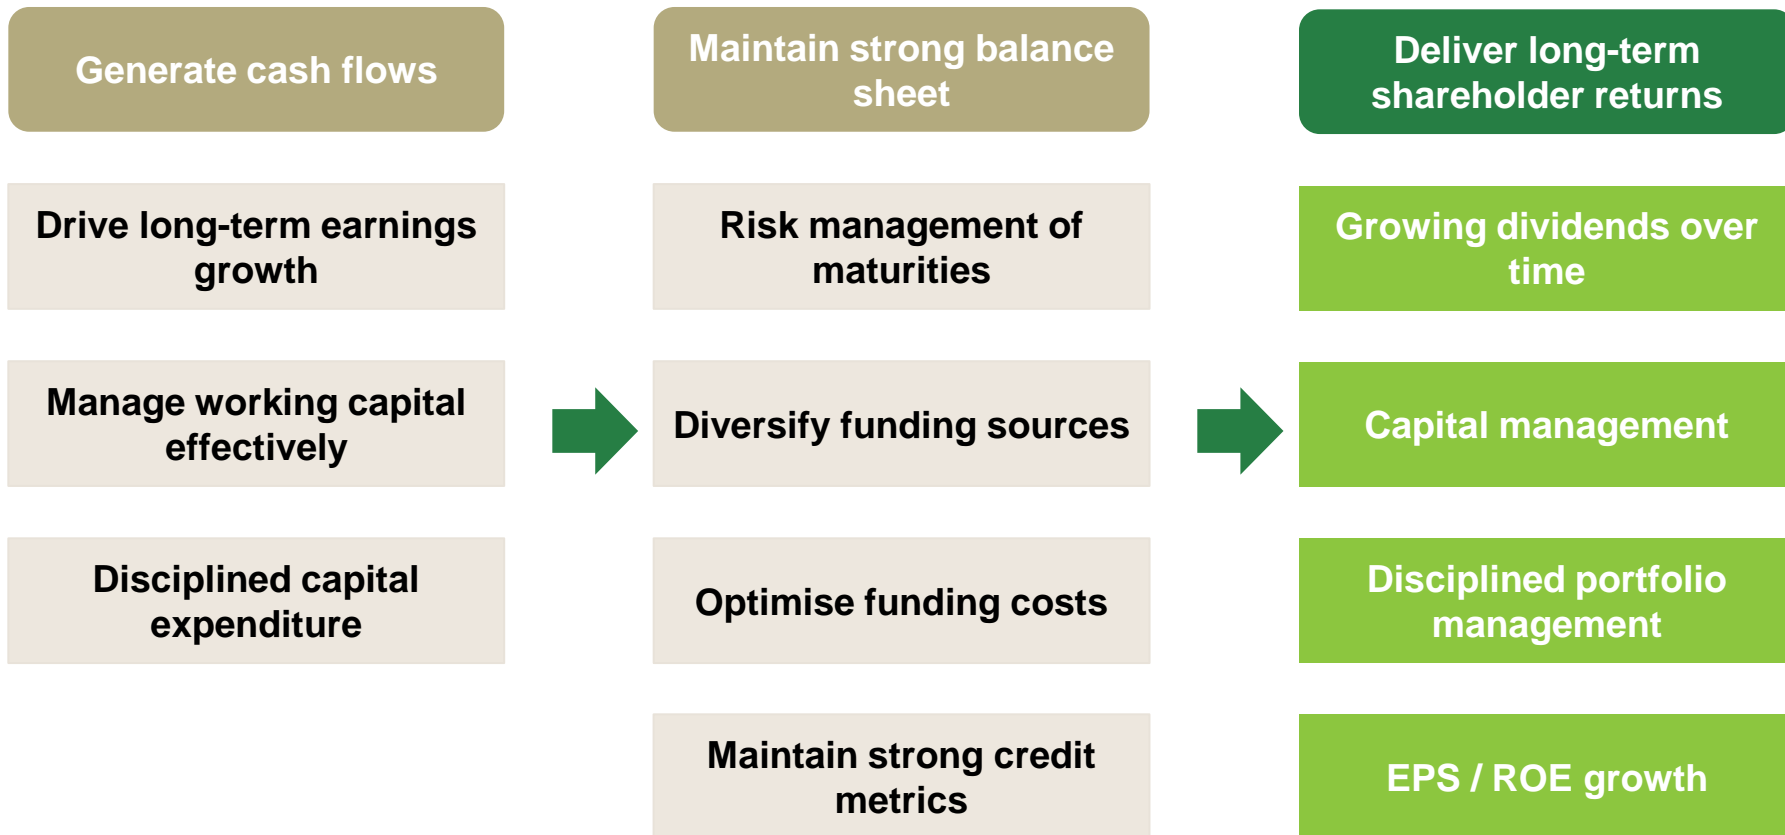 Generate cash flows
Drive long-term earnings
growth
Manage working capital
effectively
Disciplined capital
expenditure
Maintain strong balance
sheet
Risk management of
maturities
Diversify funding sources
Optimise funding costs
Maintain strong credit
metrics
Deliver long-term
shareholder returns
Growing dividends over
time
Capital management
Disciplined portfolio
management
EPS / ROE growth